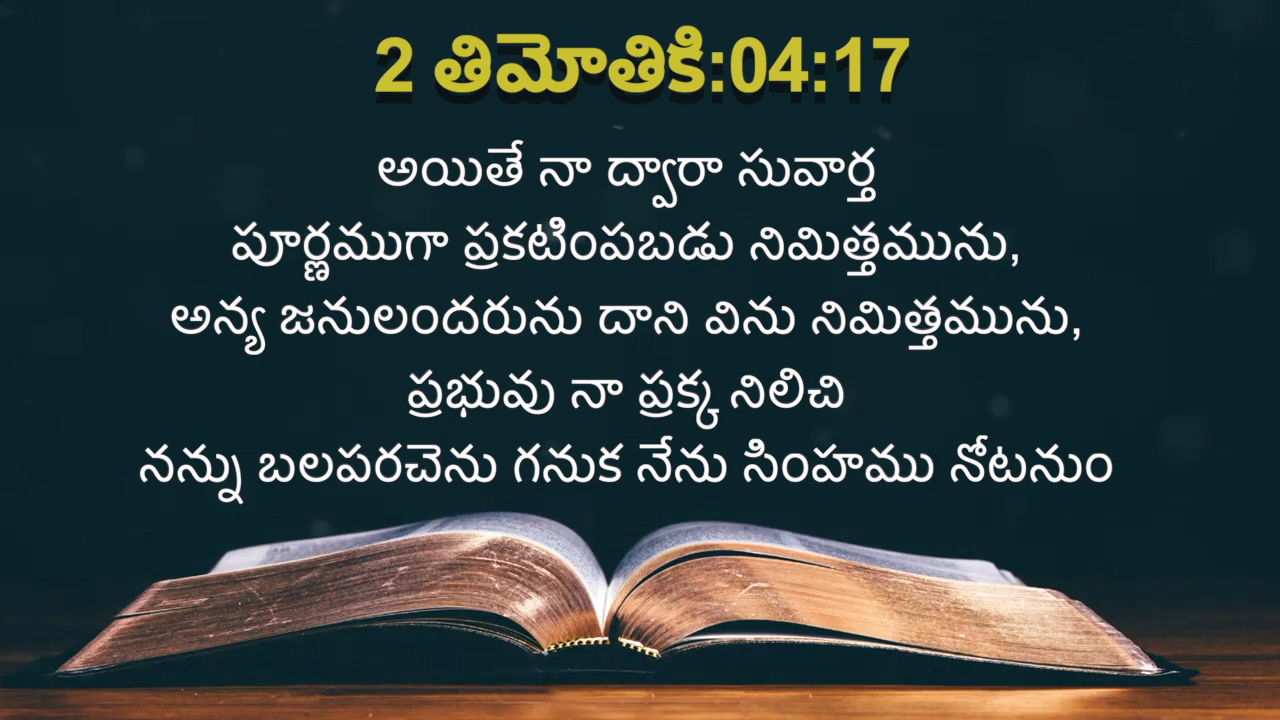 2 తిమోతికి:04:17
అయితే నా ద్వారా సువార్త
పూర్ణముగా ప్రకటింపబడు నిమిత్తమును,
అన్య జనులందరును దాని విను నిమిత్తమును,
ప్రభువు నా ప్రక్క నిలిచి
నన్ను బలపరచెను గనుక నేను సింహము నోటనుం